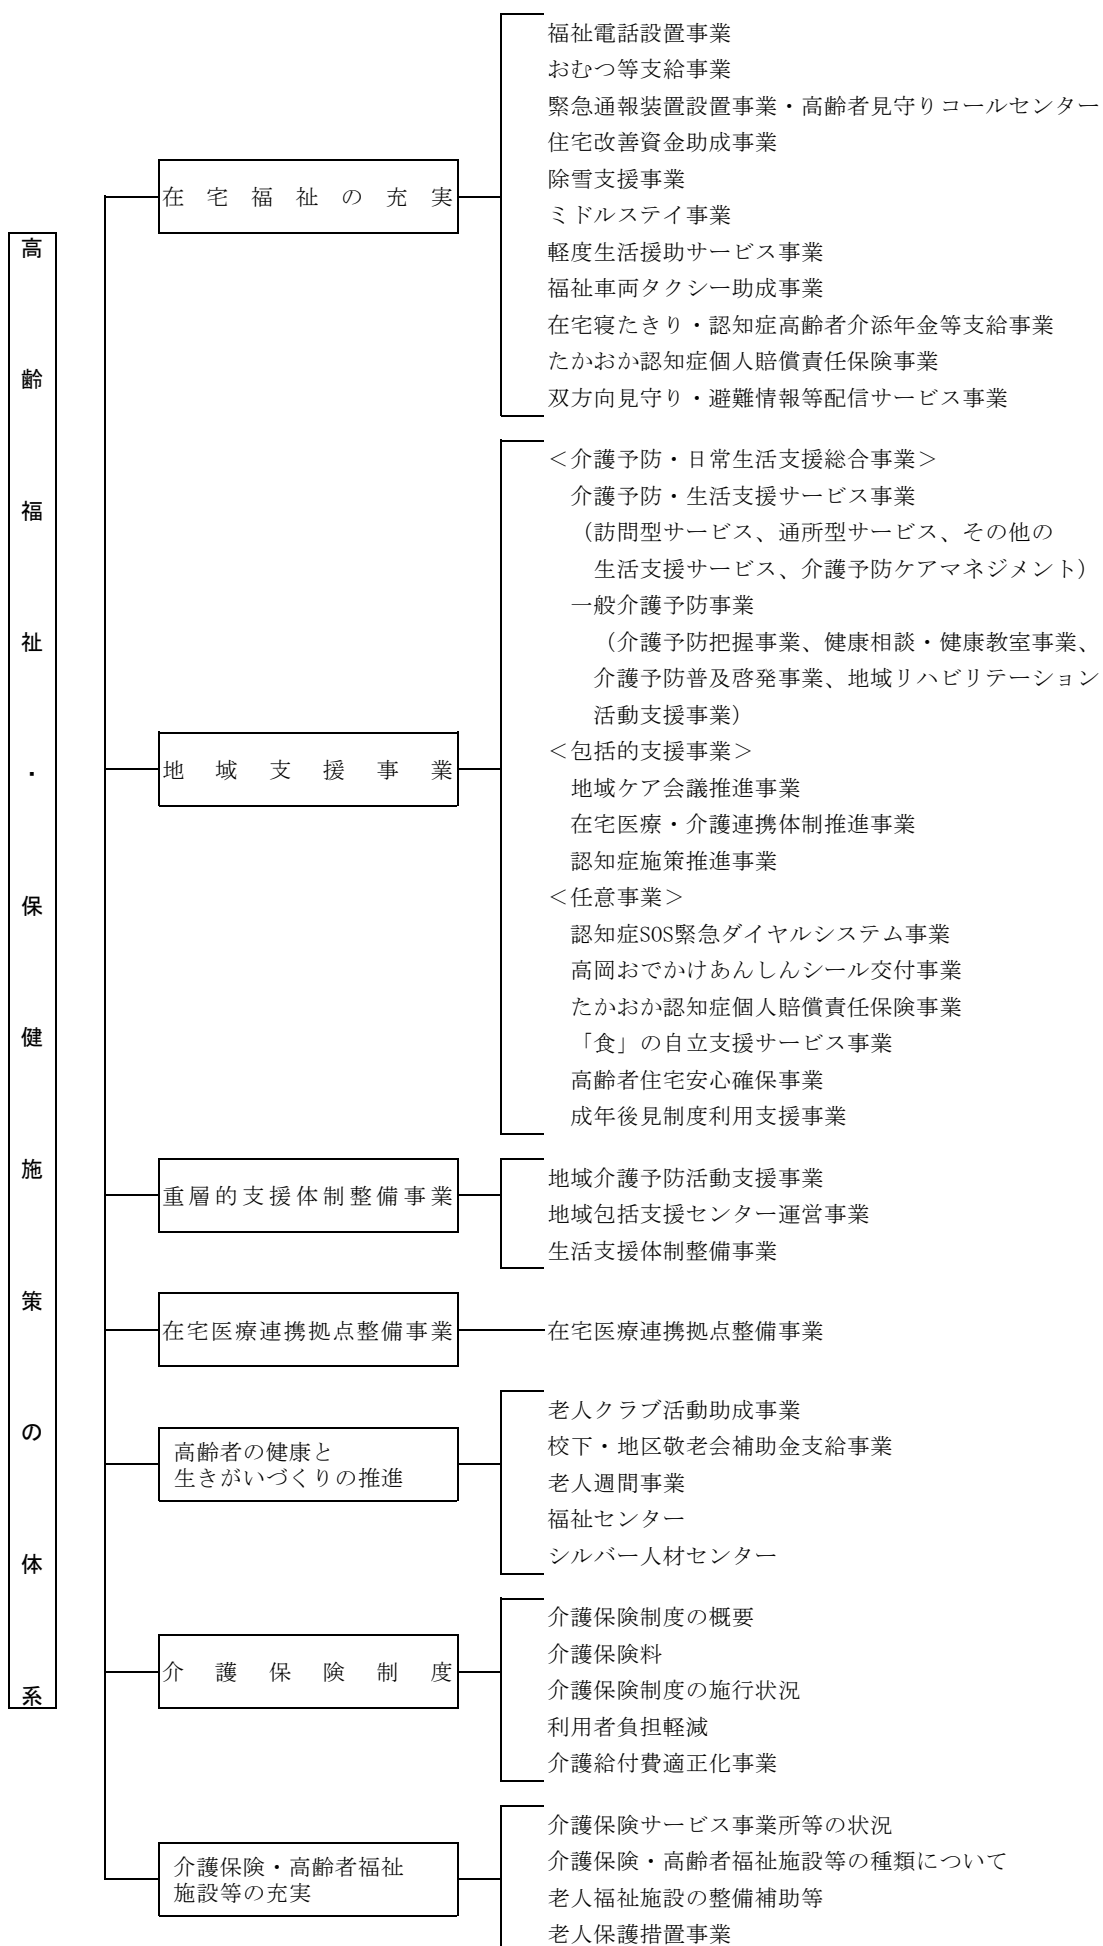 高齢福祉・保健施策の体系
在宅福祉の充実
福祉電話設置事業
おむつ等支給事業
緊急通報装置設置事業・高齢者見守りコールセンター
住宅改善資金助成事業
除雪支援事業
ミドルステイ事業
軽度生活援助サービス事業
福祉車両タクシー助成事業
在宅寝たきり・認知症高齢者介添年金等支給事業
たかおか認知症個人賠償責任保険事業
双方向見守り・避難情報等配信サービス事業
地域支援事業
＜介護予防・日常生活支援総合事業＞
介護予防・生活支援サービス事業
（訪問型サービス、通所型サービス、その他の
生活支援サービス、介護予防ケアマネジメント）
一般介護予防事業
（介護予防把握事業、健康相談・健康教室事業、
介護予防普及啓発事業、地域リハビリテーション
活動支援事業）
＜包括的支援事業＞
地域ケア会議推進事業
在宅医療・介護連携体制推進事業
認知症施策推進事業
＜任意事業＞
認知症SOS緊急ダイヤルシステム事業
高岡おでかけあんしんシール交付事業
たかおか認知症個人賠償責任保険事業
「食」の自立支援サービス事業
高齢者住宅安心確保事業
成年後見制度利用支援事業
重層的支援体制整備事業
地域介護予防活動支援事業
地域包括支援センター運営事業
生活支援体制整備事業
在宅医療連携拠点整備事業
在宅医療連携拠点整備事業
高齢者の健康と
生きがいづくりの推進
老人クラブ活動助成事業
校下・地区敬老会補助金支給事業
老人週間事業
福祉センター
シルバー人材センター
介護保険制度
介護保険制度の概要
介護保険料
介護保険制度の施行状況
利用者負担軽減
介護給付費適正化事業
介護保険・高齢者福祉
施設等の充実
介護保険サービス事業所等の状況
介護保険・高齢者福祉施設等の種類について
老人福祉施設の整備補助等
老人保護措置事業